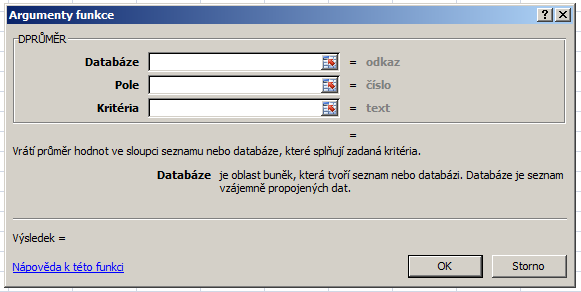 Argumenty funkce
DPRŮMĚR
Databáze = odkaz
Pole = číslo
Kritéria = text
=
Vrátí průměr hodnot ve sloupci seznamu nebo databáze, které splňují zadaná kritéria.
Databáze je oblast buněk, která tvoří seznam nebo databázi. Databáze je seznam
vzájemně propojených dat.
Výsledek =
Nápověda k této funkci OK Storno